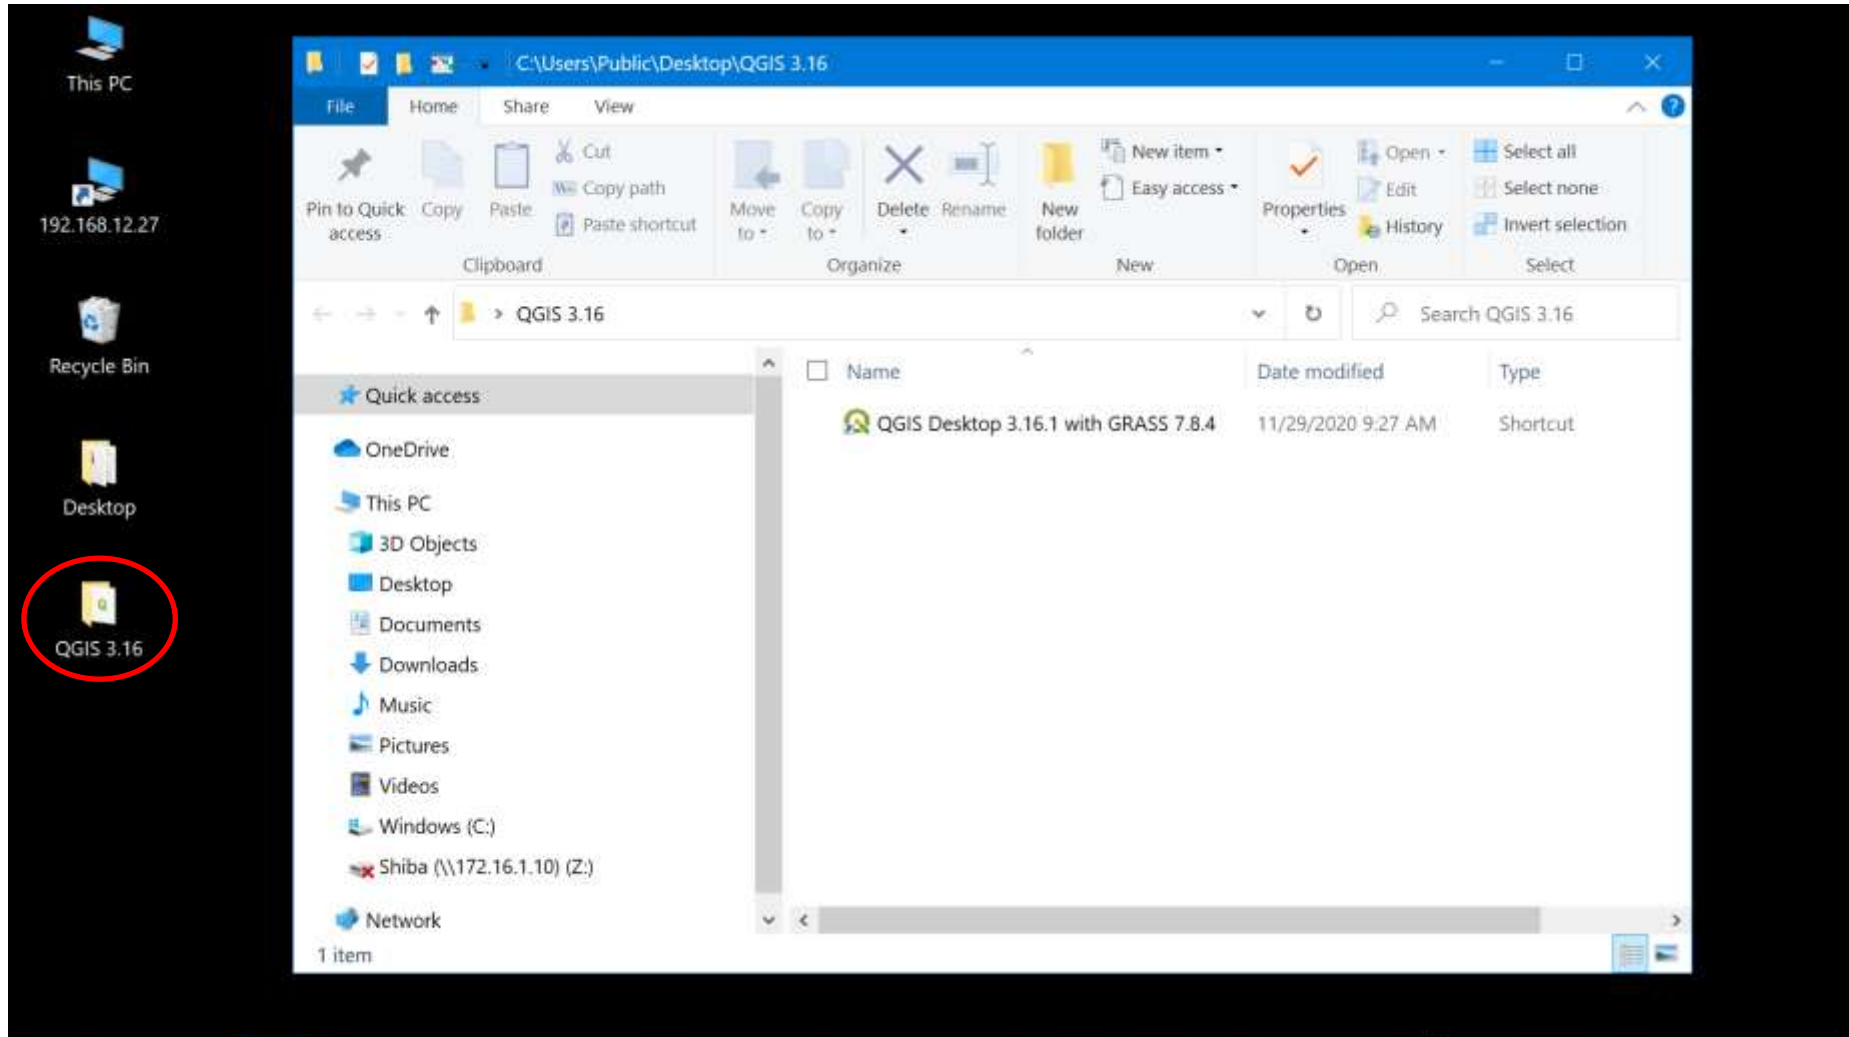 This PC
192.168.12.27
Recycle Bin
Desktop
QGIS 3.16
C:\Users\Public\Desktop\QGIS 3.16
File Home Share View
Pin to Quick access
Copy
Paste
Cut
Copy path
Paste shortcut
Clipboard
Move to
Copy to
Delete
Rename
Organize
New folder
New item
Easy access
New
Properties
Open
Edit
History
Open
Select all
Select none
Invert selection
Select
QGIS 3.16
Search QGIS 3.16
Quick access
OneDrive
This PC
3D Objects
Desktop
Documents
Downloads
Music
Pictures
Videos
Windows (C:)
Shiba (\\172.16.1.10) (Z:)
Network
Name Date modified Type
QGIS Desktop 3.16.1 with GRASS 7.8.4 11/29/2020 9:27 AM Shortcut
1 item